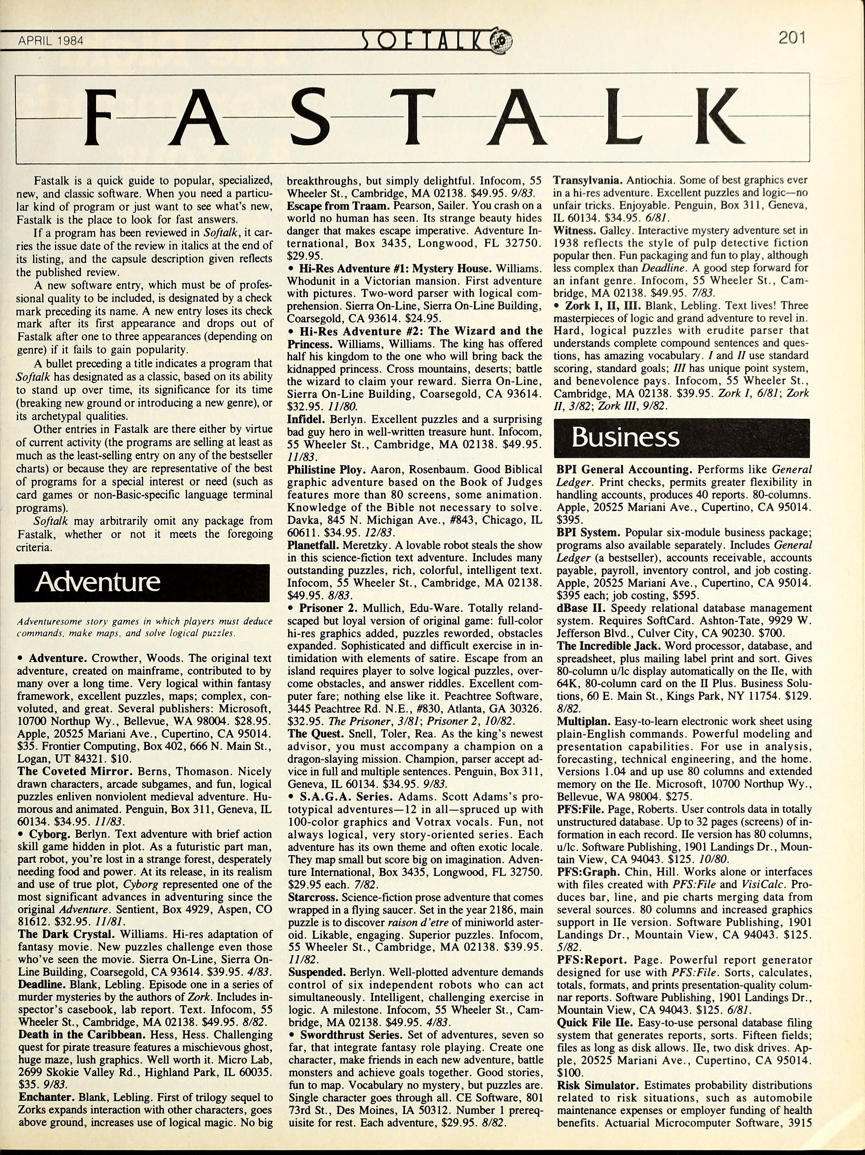 APRIL 1984
SOFTALK
201
FASTALK
Fastalk is a quick guide to popular, specialized,
new, and classic software. When you need a particu-
lar kind of program or just want to see what's new,
Fastalk is the place to look for fast answers.
If a program has been reviewed in Softalk, it car-
ries the issue date of the review in italics at the end of
its listing, and the capsule description given reflects
the published review.
A new software entry, which must be of profes-
sional quality to be included, is designated by a check
mark preceding its name. A new entry loses its check
mark after its first appearance and drops out of
Fastalk after one to three appearances (depending on
genre) if it fails to gain popularity.
A bullet preceding a title indicates a program that
Softalk has designated as a classic, based on its ability
to stand up over time, its significance for its time
(breaking new ground or introducing a new genre), or
its archetypal qualities.
Other entries in Fastalk are there either by virtue
of current activity (the programs are selling at least as
much as the least-selling entry on any of the bestseller
charts) or because they are representative of the best
of programs for a special interest or need (such as
card games or non-Basic-specific language terminal
programs).
Softalk may arbitrarily omit any package from
Fastalk, whether or not it meets the foregoing
criteria.
Adventure
Adventuresome story games in which players must deduce
commands, make maps, and solve logical puzzles.
• Adventure. Crowther, Woods. The original text
adventure, created on mainframe, contributed to by
many over a long time. Very logical within fantasy
framework, excellent puzzles, maps; complex, con-
voluted, and great. Several publishers: Microsoft,
10700 Northup Wy., Bellevue, WA 98004. $28.95.
Apple, 20525 Mariani Ave., Cupertino, CA 95014.
$35. Frontier Computing, Box 402, 666 N. Main St.,
Logan, UT 84321. $10.
The Coveted Mirror. Berns, Thomason. Nicely
drawn characters, arcade subgames, and fun, logical
puzzles enliven nonviolent medieval adventure. Hu-
morous and animated. Penguin, Box 311, Geneva, IL
60134. $34.95. 11/83.
• Cyborg. Berlyn. Text adventure with brief action
skill game hidden in plot. As a futuristic part man,
part robot, you're lost in a strange forest, desperately
needing food and power. At its release, in its realism
and use of true plot, Cyborg represented one of the
most significant advances in adventuring since the
original Adventure. Sentient, Box 4929, Aspen, CO
81612. $32.95. 11/81.
The Dark Crystal. Williams. Hi-res adaptation of
fantasy movie. New puzzles challenge even those
who've seen the movie. Sierra On-Line, Sierra On-
Line Building, Coarsegold, CA 93614. $39.95. 4/83.
Deadline. Blank, Lebling. Episode one in a series of
murder mysteries by the authors of Zork. Includes in-
spector's casebook, lab report. Text. Infocom, 55
Wheeler St., Cambridge, MA 02138. $49.95. 8/82.
Death in the Caribbean. Hess, Hess. Challenging
quest for pirate treasure features a mischievous ghost,
huge maze, lush graphics. Well worth it. Micro Lab,
2699 Skokie Valley Rd., Highland Park, IL 60035.
$35. 9/83.
Enchanter. Blank, Lebling. First of trilogy sequel to
Zorks expands interaction with other characters, goes
above ground, increases use of logical magic. No big
breakthroughs, but simply delightful. Infocom, 55
Wheeler St., Cambridge, MA 02138. $49.95. 9/83.
Escape from Traam. Pearson, Sailer. You crash on a
world no human has seen. Its strange beauty hides
danger that makes escape imperative. Adventure In-
ternational, Box 3435, Longwood, FL 32750.
$29.95.
• Hi-Res Adventure #1: Mystery House. Williams.
Whodunit in a Victorian mansion. First adventure
with pictures. Two-word parser with logical com-
prehension. Sierra On-Line, Sierra On-Line Building,
Coarsegold, CA 93614. $24.95.
• Hi-Res Adventure #2: The Wizard and the
Princess. Williams, Williams. The king has offered
half his kingdom to the one who will bring back the
kidnapped princess. Cross mountains, deserts; battle
the wizard to claim your reward. Sierra On-Line,
Sierra On-Line Building, Coarsegold, CA 93614.
$32.95. 11/80.
Infidel. Berlyn. Excellent puzzles and a surprising
bad guy hero in well-written treasure hunt. Infocom,
55 Wheeler St., Cambridge, MA 02138. $49.95.
11/83.
Philistine Ploy. Aaron, Rosenbaum. Good Biblical
graphic adventure based on the Book of Judges
features more than 80 screens, some animation.
Knowledge of the Bible not necessary to solve.
Davka, 845 N. Michigan Ave., #843, Chicago, IL
60611. $34.95. 12/83.
Planetfall. Meretzky. A lovable robot steals the show
in this science-fiction text adventure. Includes many
outstanding puzzles, rich, colorful, intelligent text.
Infocom, 55 Wheeler St., Cambridge, MA 02138.
$49.95. 8/83.
• Prisoner 2. Mullich, Edu-Ware. Totally reland-
scaped but loyal version of original game: full-color
hi-res graphics added, puzzles reworded, obstacles
expanded. Sophisticated and difficult exercise in in-
timidation with elements of satire. Escape from an
island requires player to solve logical puzzles, over-
come obstacles, and answer riddles. Excellent com-
puter fare; nothing else like it. Peachtree Software,
3445 Peachtree Rd. N.E., #830, Atlanta, GA 30326.
$32.95. The Prisoner, 3/81; Prisoner 2, 10/82.
The Quest. Snell, Toler, Rea. As the king's newest
advisor, you must accompany a champion on a
dragon-slaying mission. Champion, parser accept ad-
vice in full and multiple sentences. Penguin, Box 311,
Geneva, IL 60134. $34.95. 9/83.
• S.A.G.A. Series. Adams. Scott Adams's pro-
totypical adventures—12 in all—spruced up with
100-color graphics and Votrax vocals. Fun, not
always logical, very story-oriented series. Each
adventure has its own theme and often exotic locale.
They map small but score big on imagination. Adven-
ture International, Box 3435, Longwood, FL 32750.
$29.95 each. 7/82.
Starcross. Science-fiction prose adventure that comes
wrapped in a flying saucer. Set in the year 2186, main
puzzle is to discover raison d'etre of miniworld aster-
oid. Likable, engaging. Superior puzzles. Infocom,
55 Wheeler St., Cambridge, MA 02138. $39.95.
11/82.
Suspended. Berlyn. Well-plotted adventure demands
control of six independent robots who can act
simultaneously. Intelligent, challenging exercise in
logic. A milestone. Infocom, 55 Wheeler St., Cam-
bridge, MA 02138. $49.95. 4/83.
• Swordthrust Series. Set of adventures, seven so
far, that integrate fantasy role playing. Create one
character, make friends in each new adventure, battle
monsters and achieve goals together. Good stories,
fun to map. Vocabulary no mystery, but puzzles are.
Single character goes through all. CE Software, 801
73rd St., Des Moines, IA 50312. Number 1 prereq-
uisite for rest. Each adventure, $29.95. 8/82.
Transylvania. Antiochia. Some of best graphics ever
in a hi-res adventure. Excellent puzzles and logic—no
unfair tricks. Enjoyable. Penguin, Box 311, Geneva,
IL 60134. $34.95. 6/81.
Witness. Galley. Interactive mystery adventure set in
1938 reflects the style of pulp detective fiction
popular then. Fun packaging and fun to play, although
less complex than Deadline. A good step forward for
an infant genre. Infocom, 55 Wheeler St., Cam-
bridge, MA 02138. $49.95. 7/83.
• Zork I, II, III. Blank, Lebling. Text lives! Three
masterpieces of logic and grand adventure to revel in.
Hard, logical puzzles with erudite parser that
understands complete compound sentences and ques-
tions, has amazing vocabulary. I and II use standard
scoring, standard goals; III has unique point system,
and benevolence pays. Infocom, 55 Wheeler St.,
Cambridge, MA 02138. $39.95. Zork I, 6/81; Zork
II, 3/82; Zork III, 9/82.
Business
BPI General Accounting. Performs like General
Ledger. Print checks, permits greater flexibility in
handling accounts, produces 40 reports. 80-columns.
Apple, 20525 Mariani Ave., Cupertino, CA 95014.
$395.
BPI System. Popular six-module business package;
programs also available separately. Includes General
Ledger (a bestseller), accounts receivable, accounts
payable, payroll, inventory control, and job costing.
Apple, 20525 Mariani Ave., Cupertino, CA 95014.
$395 each; job costing, $595.
dBase II. Speedy relational database management
system. Requires SoftCard. Ashton-Tate, 9929 W.
Jefferson Blvd., Culver City, CA 90230. $700.
The Incredible Jack. Word processor, database, and
spreadsheet, plus mailing label print and sort. Gives
80-column u/lc display automatically on the IIe, with
64K, 80-column card on the II Plus. Business Solu-
tions, 60 E. Main St., Kings Park, NY 11754. $129.
8/82.
Multiplan. Easy-to-learn electronic work sheet using
plain-English commands. Powerful modeling and
presentation capabilities. For use in analysis,
forecasting, technical engineering, and the home.
Versions 1.04 and up use 80 columns and extended
memory on the IIe. Microsoft, 10700 Northup Wy.,
Bellevue, WA 98004. $275.
PFS:File. Page, Roberts. User controls data in totally
unstructured database. Up to 32 pages (screens) of in-
formation in each record. IIe version has 80 columns,
u/lc. Software Publishing, 1901 Landings Dr., Moun-
tain View, CA 94043. $125. 10/80.
PFS:Graph. Chin, Hill. Works alone or interfaces
with files created with PFS:File and VisiCalc. Pro-
duces bar, line, and pie charts merging data from
several sources. 80 columns and increased graphics
support in IIe version. Software Publishing, 1901
Landings Dr., Mountain View, CA 94043. $125.
5/82.
PFS:Report. Page. Powerful report generator
designed for use with PFS:File. Sorts, calculates,
totals, formats, and prints presentation-quality colum-
nar reports. Software Publishing, 1901 Landings Dr.,
Mountain View, CA 94043. $125. 6/81.
Quick File IIe. Easy-to-use personal database filing
system that generates reports, sorts. Fifteen fields;
files as long as disk allows. IIe, two disk drives. Ap-
ple, 20525 Mariani Ave., Cupertino, CA 95014.
$100.
Risk Simulator. Estimates probability distributions
related to risk situations, such as automobile
maintenance expenses or employer funding of health
benefits. Actuarial Microcomputer Software, 3915